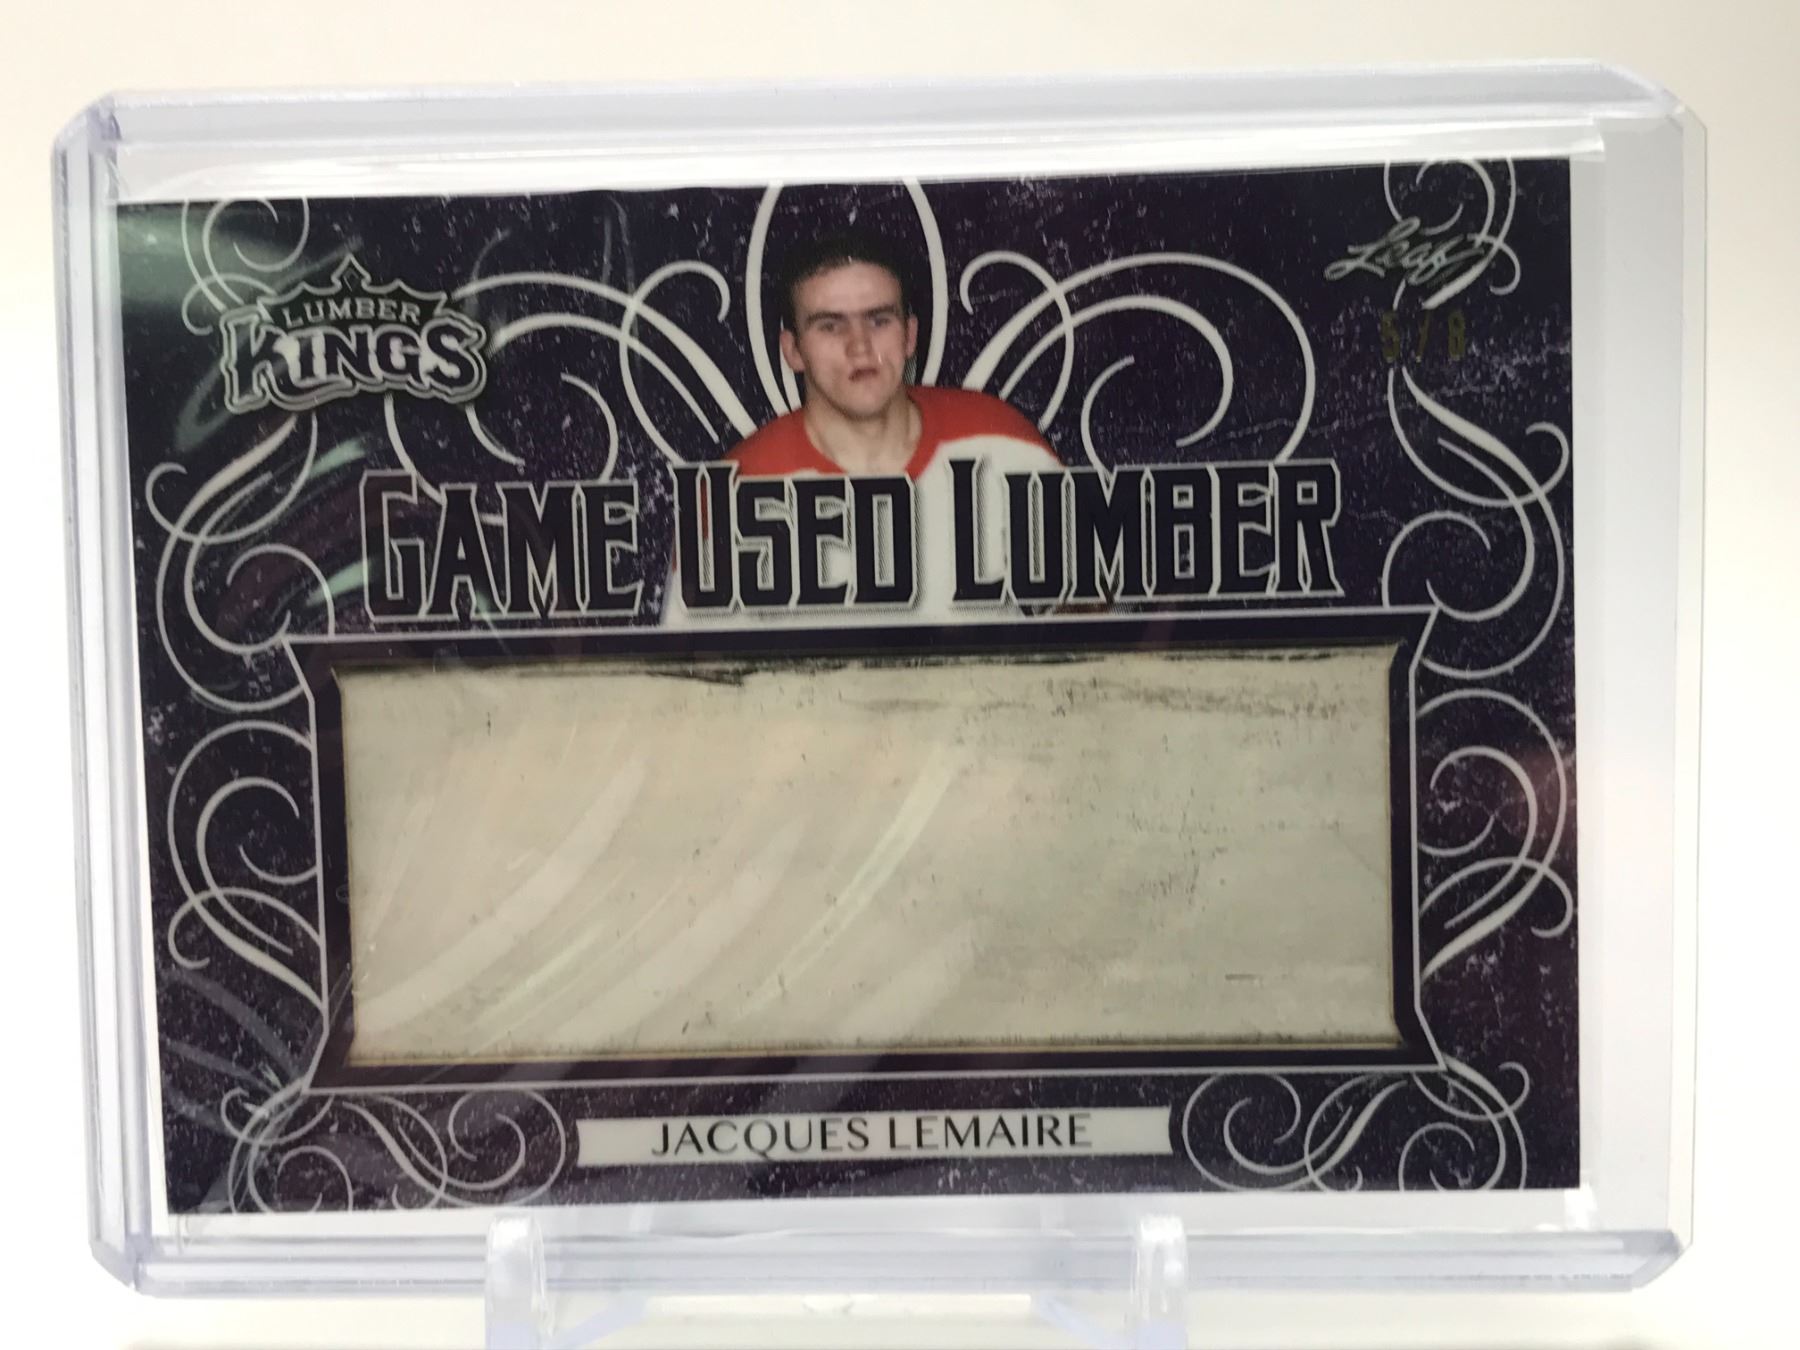 LUMBER
KINGS
Leaf
5/8
GAME USED LUMBER
JACQUES LEMAIRE